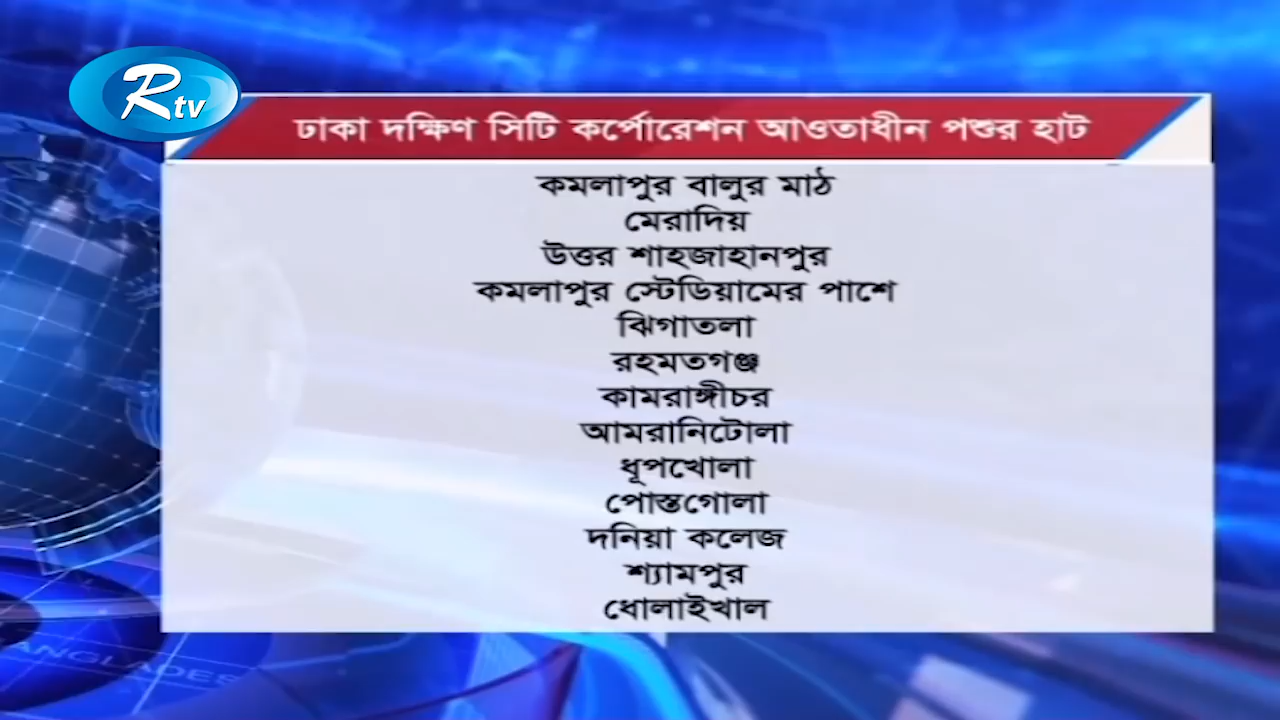 Rtv
ঢাকা দক্ষিণ সিটি কর্পোরেশন আওতাধীন পশুর হাট
কমলাপুর বালুর মাঠ
মেরাদিয়
উত্তর শাহজাহানপুর
কমলাপুর স্টেডিয়ামের পাশে
ঝিগাতলা
রহমতগঞ্জ
কামরাঙ্গীচর
আমরানিটোলা
ধূপখোলা
পোস্তগোলা
দনিয়া কলেজ
শ্যামপুর
ধোলাইখাল
ANGLADES